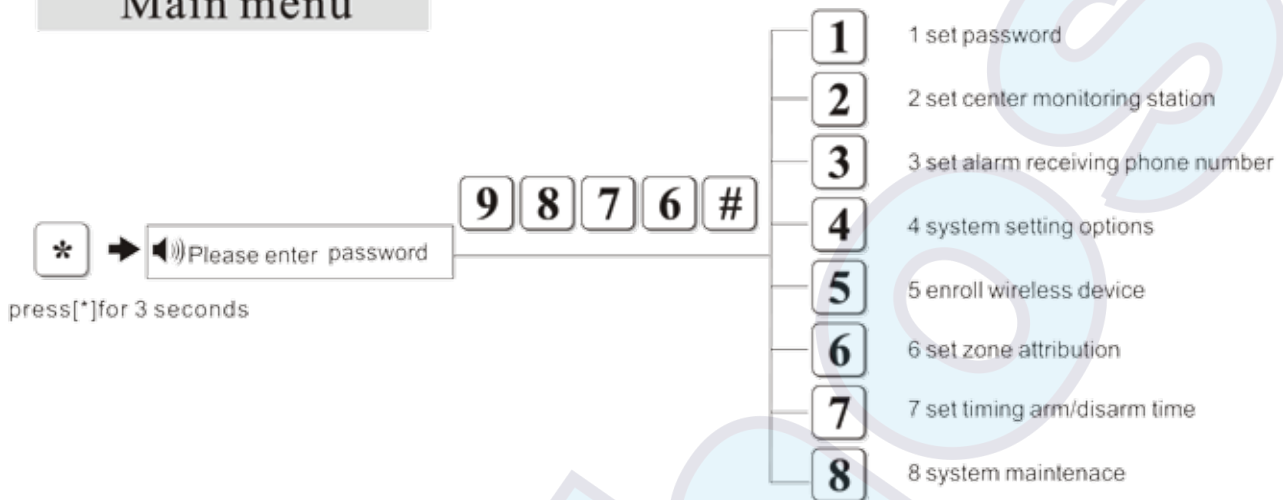 Main menu
1
1 set password
2
2 set center monitoring station
3
3 set alarm receiving phone number
9 8 7 6 #
4
4 system setting options
*
Please enter password
5
5 enroll wireless device
press[*]for 3 seconds
6
6 set zone attribution
7
7 set timing arm/disarm time
8
8 system maintenace